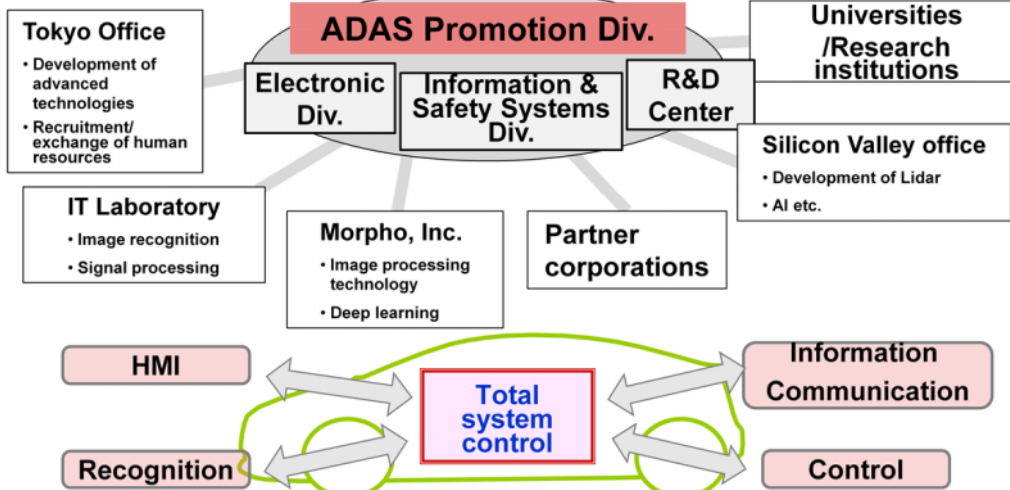 ADAS Promotion Div.
Tokyo Office
• Development of
advanced
technologies
• Recruitment/
exchange of human
resources
Electronic
Div.
Information &
Safety Systems
Div.
R&D
Center
Universities
/Research
institutions
Silicon Valley office
• Development of Lidar
• AI etc.
IT Laboratory
• Image recognition
• Signal processing
Morpho, Inc.
• Image processing
technology
• Deep learning
Partner
corporations
HMI
Total
system
control
Information
Communication
Recognition
Control